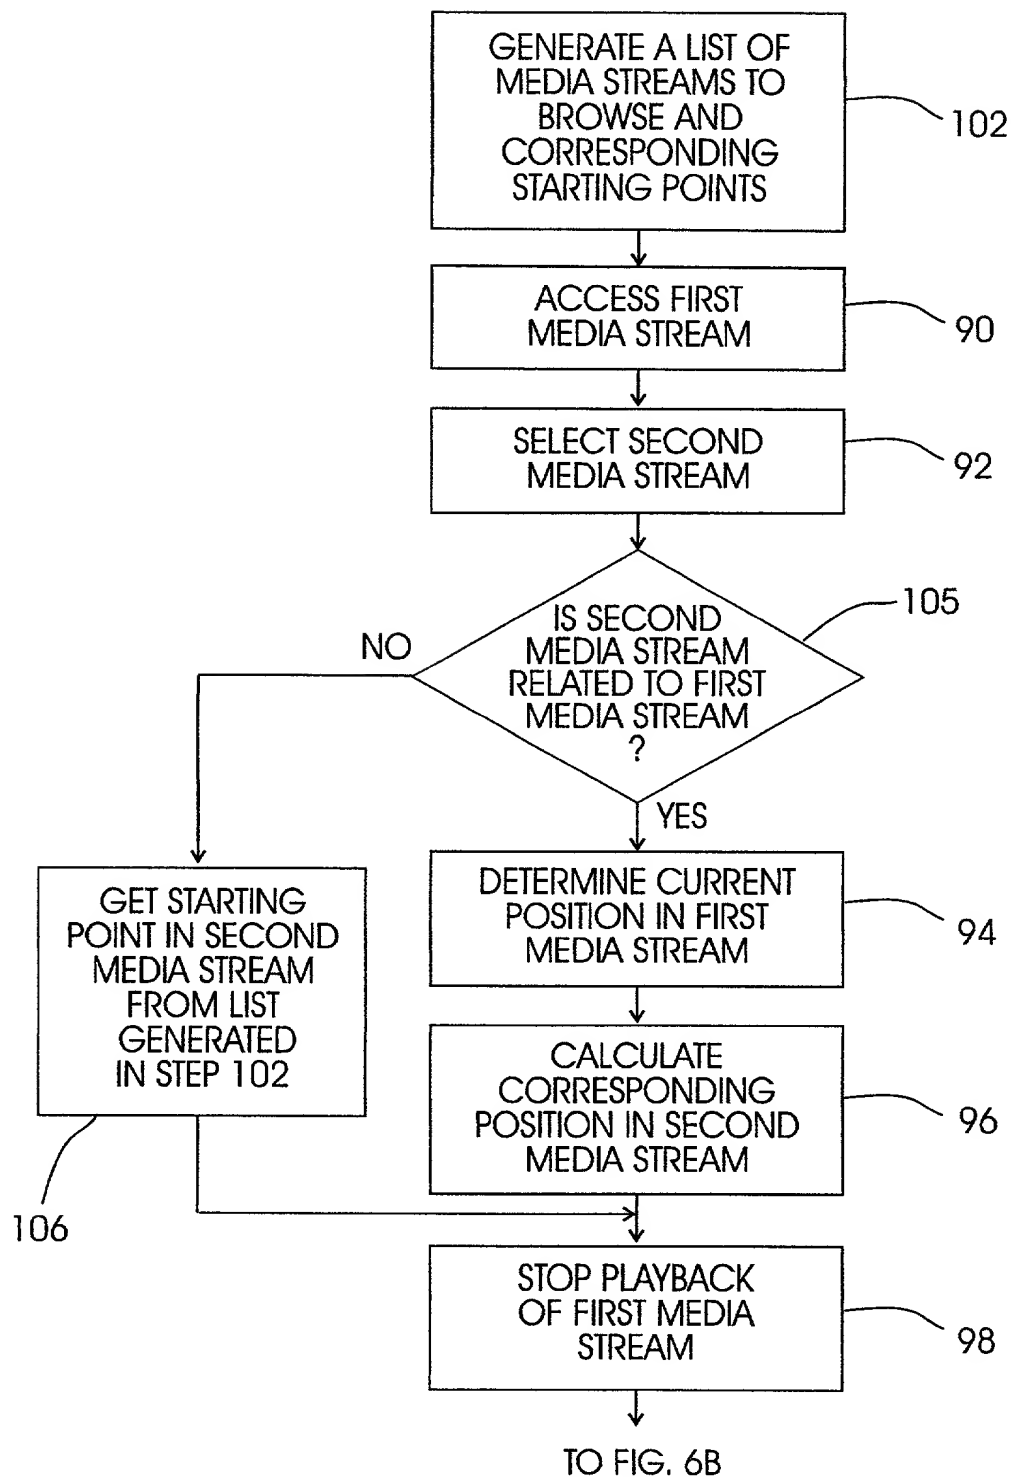 GENERATE A LIST OF
MEDIA STREAMS TO
BROWSE AND
CORRESPONDING
STARTING POINTS
102
ACCESS FIRST
MEDIA STREAM
90
SELECT SECOND
MEDIA STREAM
92
IS SECOND
MEDIA STREAM
RELATED TO FIRST
MEDIA STREAM
?
105
NO
YES
GET STARTING
POINT IN SECOND
MEDIA STREAM
FROM LIST
GENERATED
IN STEP 102
106
DETERMINE CURRENT
POSITION IN FIRST
MEDIA STREAM
94
CALCULATE
CORRESPONDING
POSITION IN SECOND
MEDIA STREAM
96
STOP PLAYBACK
OF FIRST MEDIA
STREAM
98
TO FIG. 6B